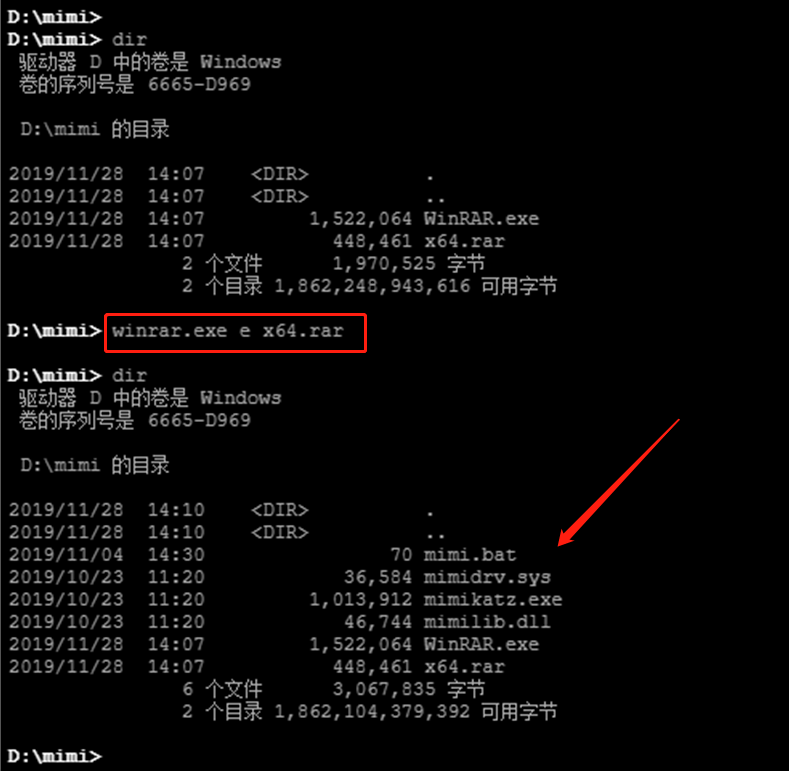 D:\mimi>
D:\mimi> dir
驱动器 D 中的卷是 Windows
卷的序列号是 6665-D969
D:\mimi 的目录
2019/11/28 14:07 <DIR> .
2019/11/28 14:07 <DIR> ..
2019/11/28 14:07 1,522,064 WinRAR.exe
2019/11/28 14:07 448,461 x64.rar
2 个文件 1,970,525 字节
2 个目录 1,862,248,943,616 可用字节
D:\mimi> winrar.exe e x64.rar
D:\mimi> dir
驱动器 D 中的卷是 Windows
卷的序列号是 6665-D969
D:\mimi 的目录
2019/11/28 14:10 <DIR> .
2019/11/28 14:10 <DIR> ..
2019/11/04 14:30 70 mimi.bat
2019/10/23 11:20 36,584 mimidrv.sys
2019/10/23 11:20 1,013,912 mimikatz.exe
2019/10/23 11:20 46,744 mimilib.dll
2019/11/28 14:07 1,522,064 WinRAR.exe
2019/11/28 14:07 448,461 x64.rar
6 个文件 3,067,835 字节
2 个目录 1,862,104,379,392 可用字节
D:\mimi>